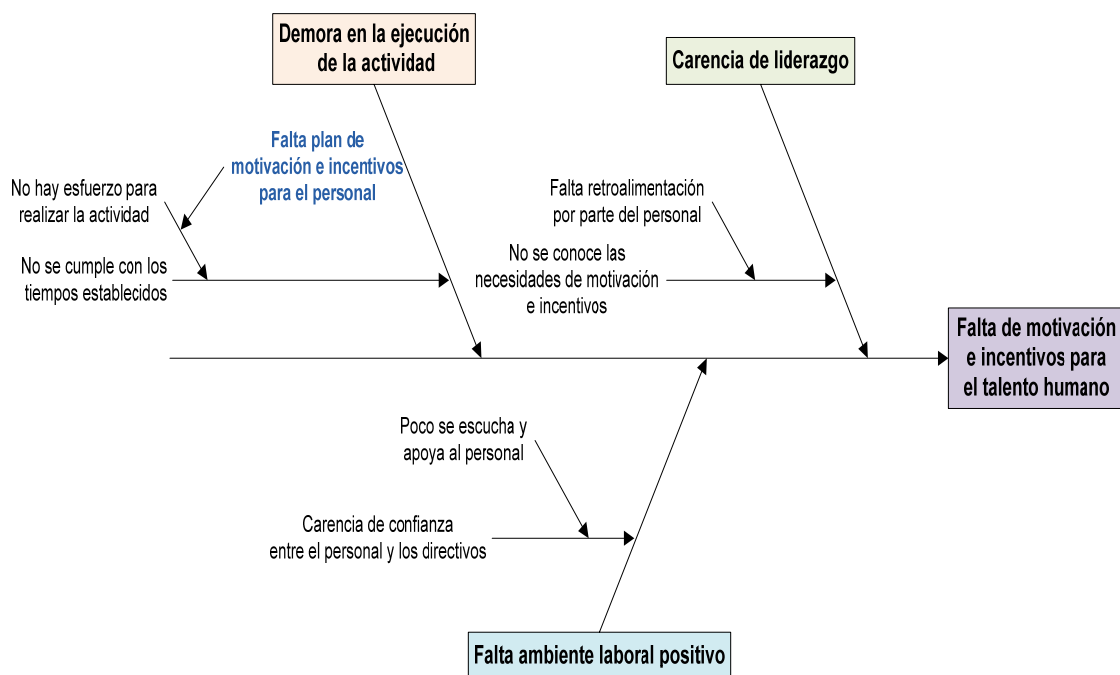 Demora en la ejecución
de la actividad
Carencia de liderazgo
Falta plan de
motivación e incentivos
para el personal
No hay esfuerzo para
realizar la actividad
No se cumple con los
tiempos establecidos
Falta retroalimentación
por parte del personal
No se conoce las
necesidades de motivación
e incentivos
Falta de motivación
e incentivos para
el talento humano
Poco se escucha y
apoya al personal
Carencia de confianza
entre el personal y los directivos
Falta ambiente laboral positivo